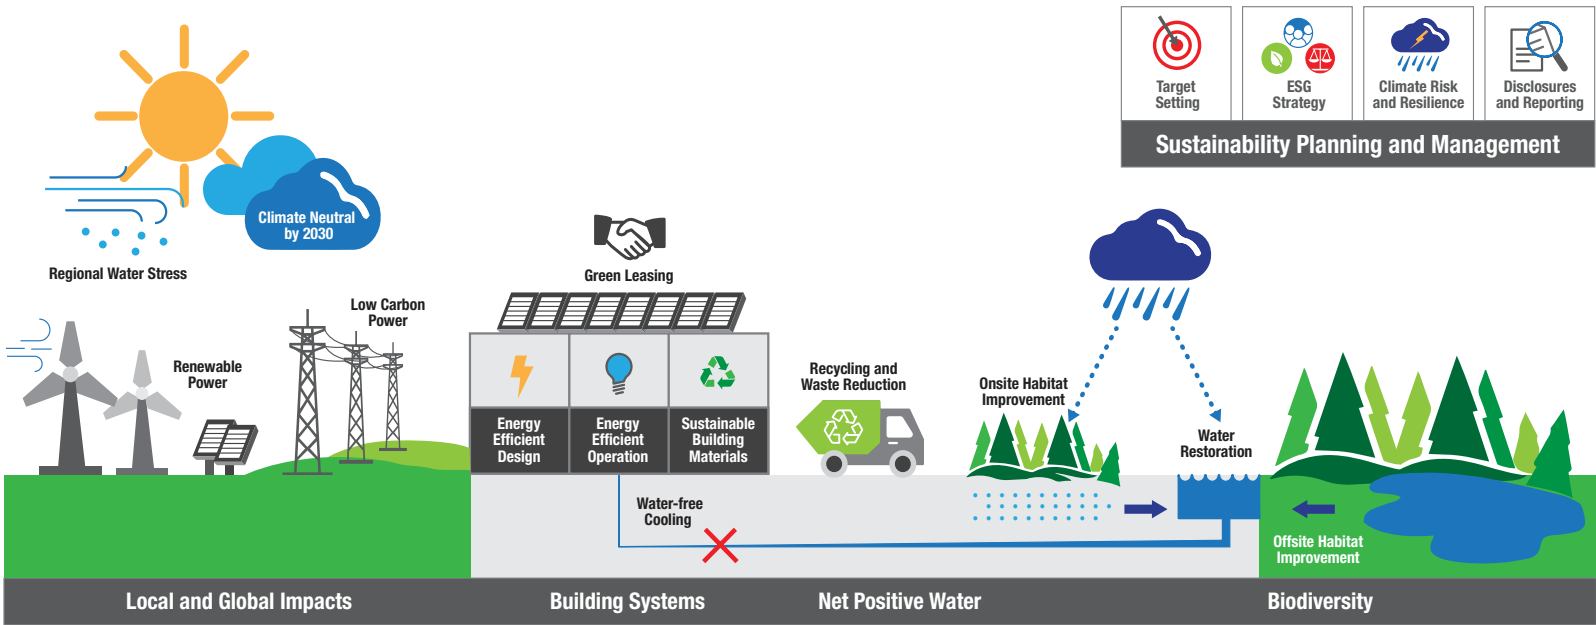 Target
Setting
ESG
Strategy
Climate Risk
and Resilience
Disclosures
and Reporting
Sustainability Planning and Management
Climate Neutral
by 2030
Regional Water Stress
Green Leasing
Low Carbon
Power
Renewable
Power
Recycling and
Waste Reduction
Onsite Habitat
Improvement
Energy
Efficient
Design
Energy
Efficient
Operation
Sustainable
Building
Materials
Water
Restoration
Water-free
Cooling
Offsite Habitat
Improvement
Local and Global Impacts
Building Systems
Net Positive Water
Biodiversity